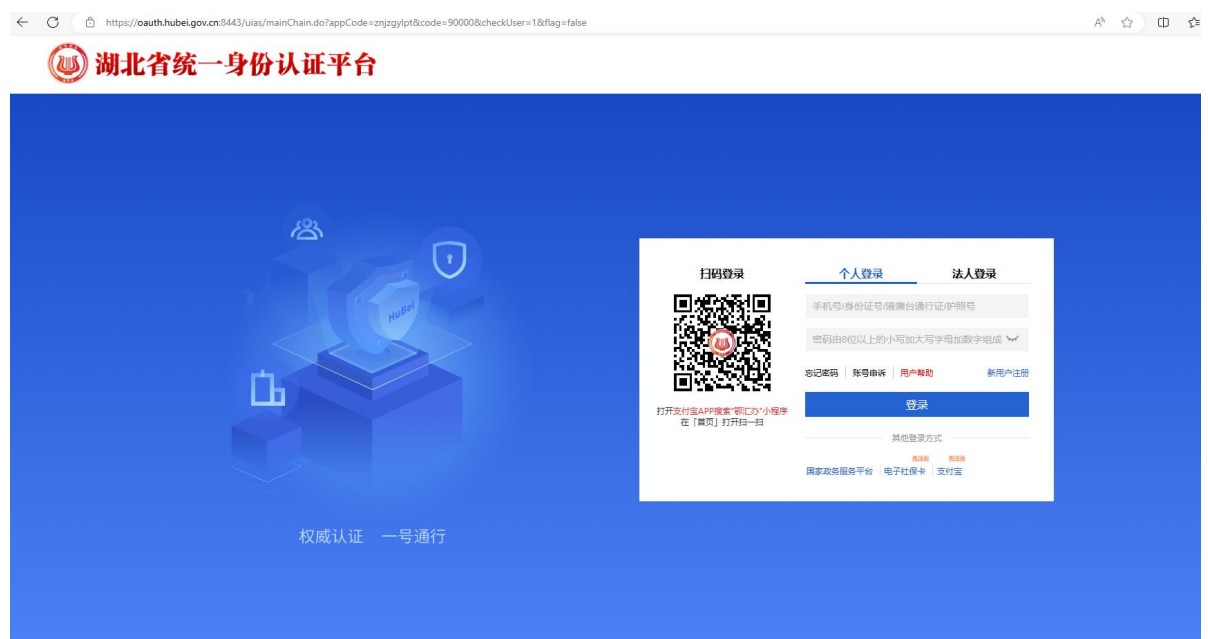 https://oauth.hubei.gov.cn:8443/uias/mainChain.do?appCode=znjzgylpt&code=90000&checkUser=1&flag=false
湖北省统一身份认证平台
HuBei
权威认证 一号通行
扫码登录
打开支付宝APP搜索"鄂汇办"小程序
在「首页」打开扫一扫
个人登录 法人登录
手机号/身份证号/港澳台通行证/护照号
密码由8位以上的小写加大写字母加数字组成
忘记密码 账号申诉 用户帮助 新用户注册
登录
其他登录方式
免注册 免注册
国家政务服务平台 电子社保卡 支付宝